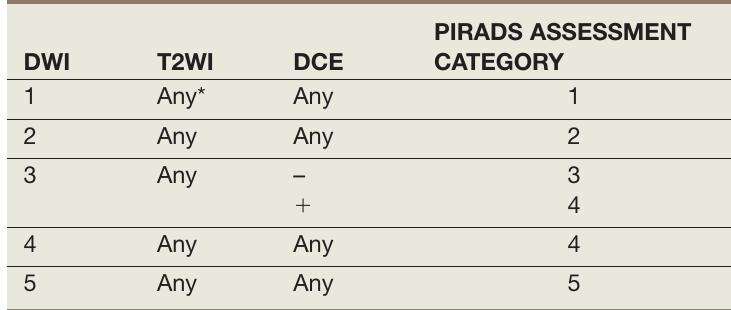 DWI T2WI DCE PIRADS ASSESSMENT CATEGORY
1 Any* Any 1
2 Any Any 2
3 Any – 3
+ 4
4 Any Any 4
5 Any Any 5